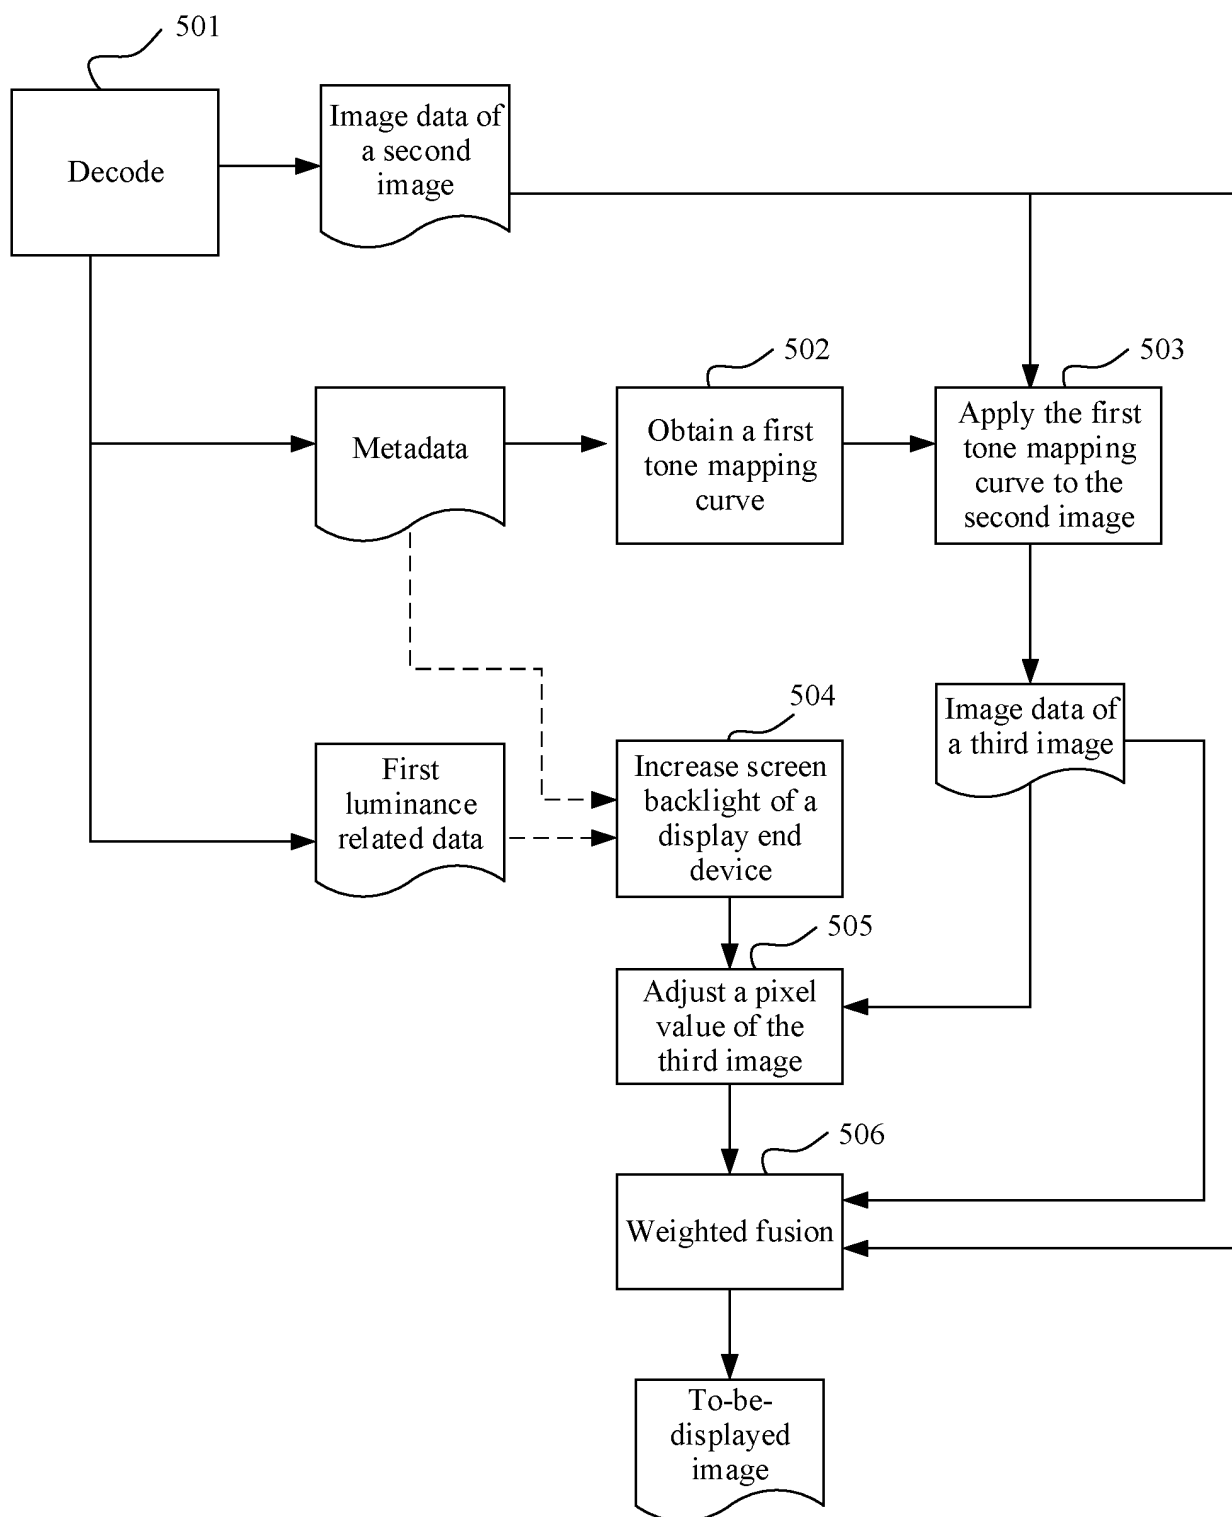 501
Decode
Image data of
a second
image
502
503
Metadata
Obtain a first
tone mapping
curve
Apply the first
tone mapping
curve to the
second image
504
Image data of
a third image
First
luminance
related data
Increase screen
backlight of a
display end
device
505
Adjust a pixel
value of the
third image
506
Weighted fusion
To-be-
displayed
image